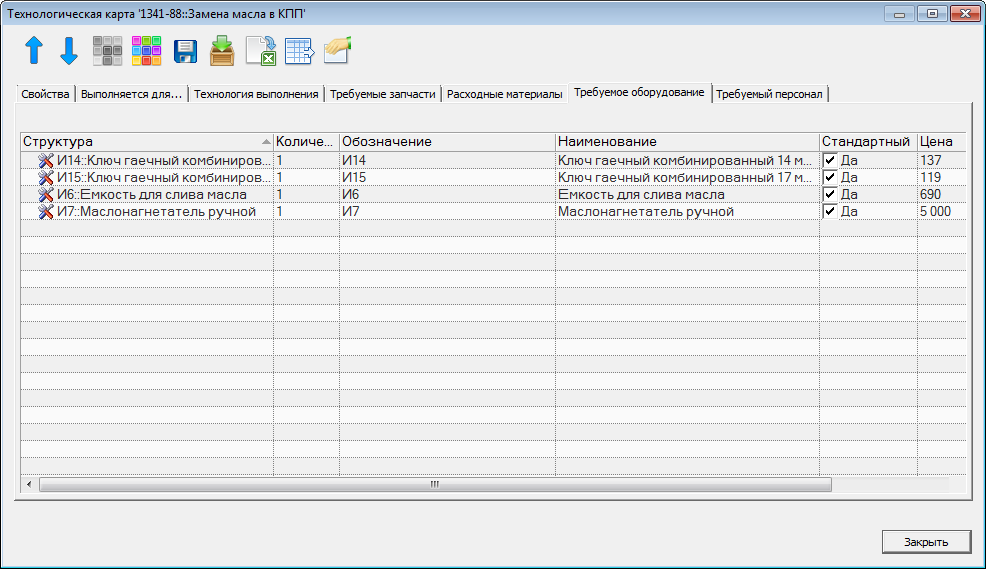 Технологическая карта '1341-88::Замена масла в КПП'
Свойства Выполняется для... Технология выполнения Требуемые запчасти Расходные материалы Требуемое оборудование Требуемый персонал
Структура Количе... Обозначение Наименование Стандартный Цена
И14::Ключ гаечный комбиниров... 1 И14 Ключ гаечный комбинированный 14 м... Да 137
И15::Ключ гаечный комбиниров... 1 И15 Ключ гаечный комбинированный 17 м... Да 119
И6::Емкость для слива масла 1 И6 Емкость для слива масла Да 690
И7::Маслонагнетатель ручной 1 И7 Маслонагнетатель ручной Да 5 000
Закрыть